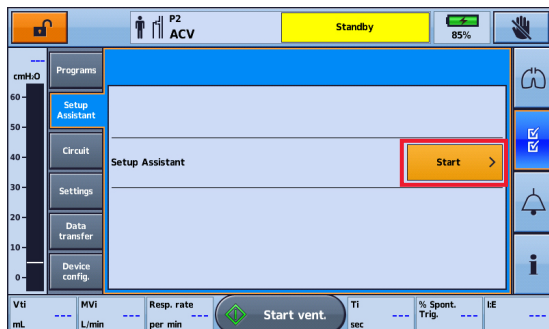 P2
ACV
Standby
85%
---
cmH₂O
60
50
40
30
20
10
0
Programs
Setup
Assistant
Circuit
Settings
Data
transfer
Device
config.
Setup Assistant
Start
Vti
---
mL
MVi
---
L/min
Resp. rate
---
per min
Start vent.
Ti
---
sec
% Spont.
Trig. ---
I:E
---